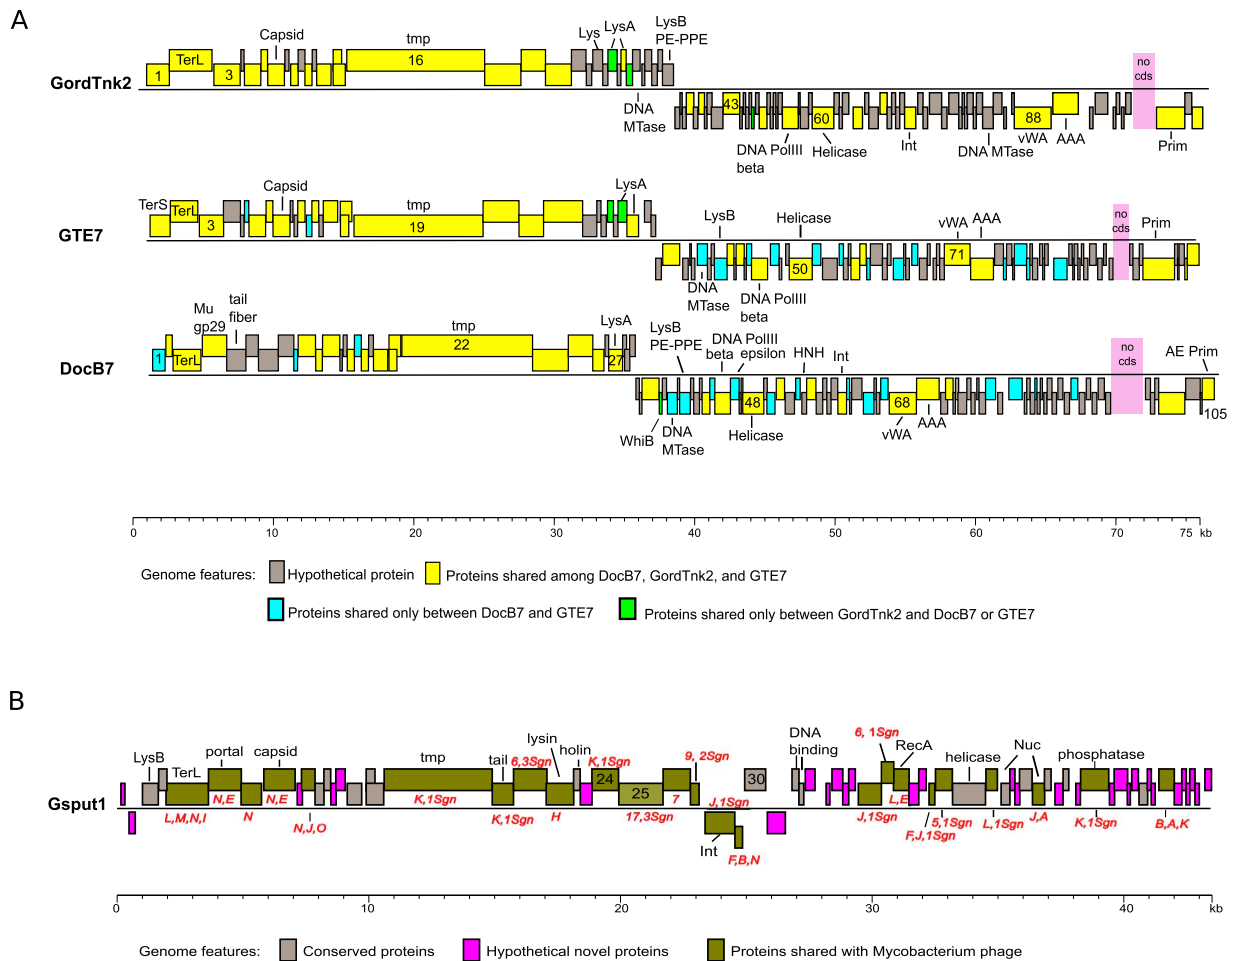 A
GordTnk2
1
TerL
3
Capsid
tmp
16
Lys
LysA
LysB
PE-PPE
DNA
MTase
43
DNA PolIII
beta
60
Helicase
Int
DNA MTase
88
vWA
AAA
no
cds
Prim
GTE7
TerS
TerL
3
Capsid
tmp
19
LysA
LysB
DNA
MTase
DNA PolIII
beta
Helicase
50
vWA
AAA
71
no
cds
Prim
DocB7
1
TerL
Mu
gp29
tail
fiber
tmp
22
LysA
27
LysB
PE-PPE
WhiB
DNA
MTase
DNA PolIII
beta
epsilon
48
Helicase
HNH
Int
68
vWA
AAA
no
cds
AE Prim
105
0 10 20 30 40 50 60 70 75 kb
Genome features:
Hypothetical protein
Proteins shared among DocB7, GordTnk2, and GTE7
Proteins shared only between DocB7 and GTE7
Proteins shared only between GordTnk2 and DocB7 or GTE7
B
Gsput1
LysB
TerL
L,M,N,I
portal
N,E
N
capsid
N,E
N,J,O
tmp
K,1Sgn
tail
K,1Sgn
6,3Sgn
lysin
H
holin
K,1Sgn
24
25
17,3Sgn
7
9, 2Sgn
J,1Sgn
Int
F,B,N
30
DNA
binding
6, 1Sgn
J,1Sgn
L,E
RecA
F,J,1Sgn
5,1Sgn
helicase
L,1Sgn
Nuc
J,A
phosphatase
K,1Sgn
B,A,K
0 10 20 30 40 kb
Genome features:
Conserved proteins
Hypothetical novel proteins
Proteins shared with Mycobacterium phage